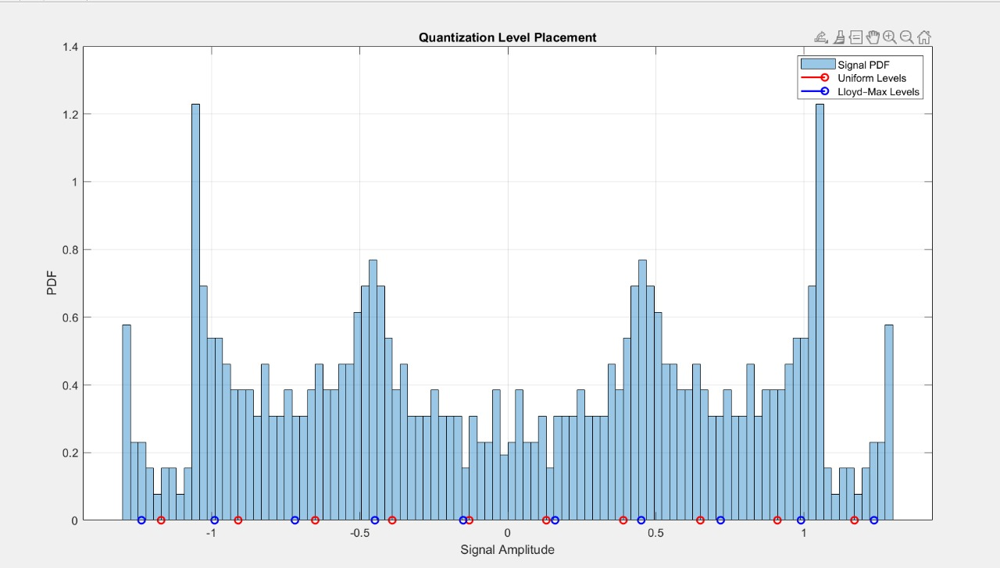 Quantization Level Placement
Signal PDF
Uniform Levels
Lloyd-Max Levels
1.4
1.2
1
0.8
0.6
0.4
0.2
0
PDF
-1
-0.5
0
0.5
1
Signal Amplitude